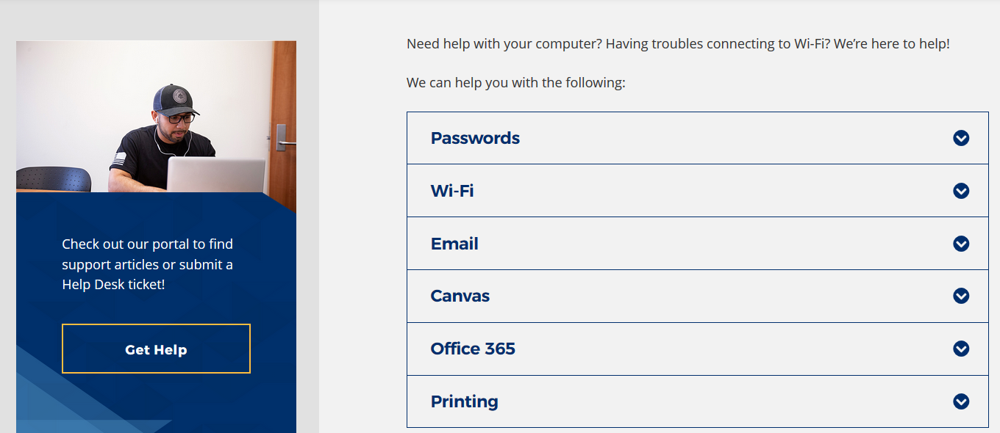 Need help with your computer? Having troubles connecting to Wi-Fi? We’re here to help!
We can help you with the following:
Passwords
Wi-Fi
Email
Canvas
Office 365
Printing
Check out our portal to find
support articles or submit a
Help Desk ticket!
Get Help